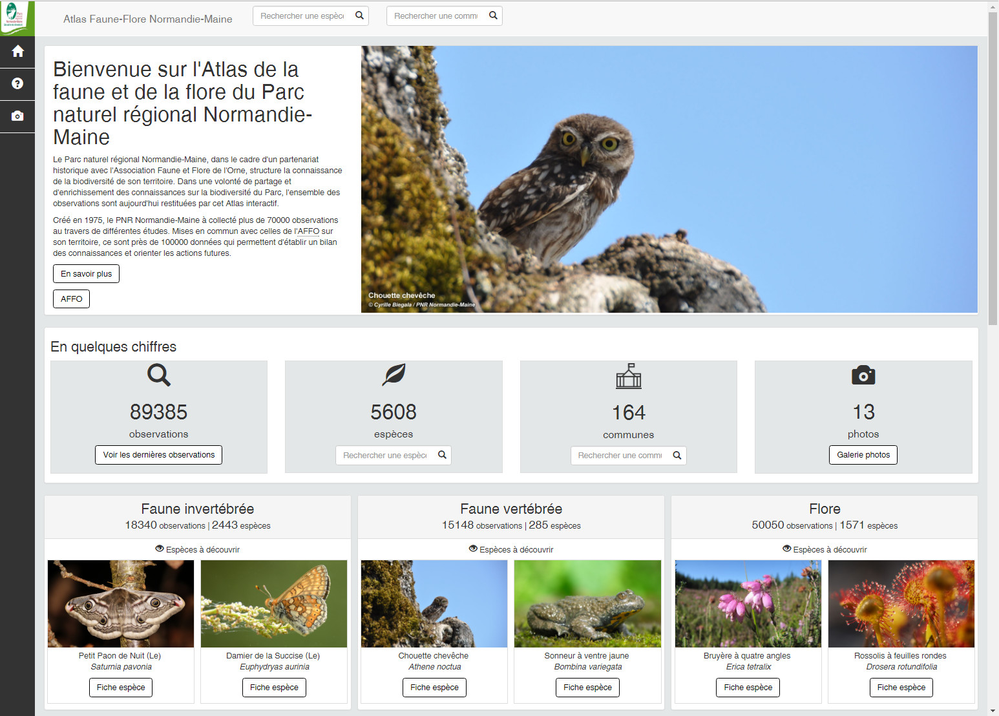 Atlas Faune-Flore Normandie-Maine
Rechercher une espèc
Rechercher une commu
Bienvenue sur l'Atlas de la
faune et de la flore du Parc
naturel régional Normandie-
Maine
Le Parc naturel régional Normandie-Maine, dans le cadre d'un partenariat
historique avec l'Association Faune et Flore de l'Orne, structure la connaissance
de la biodiversité de son territoire. Dans une volonté de partage et
d'enrichissement des connaissances sur la biodiversité du Parc, l'ensemble des
observations sont aujourd'hui restituées par cet Atlas interactif.
Créé en 1975, le PNR Normandie-Maine à collecté plus de 70000 observations
au travers de différentes études. Mises en commun avec celles de l'AFFO sur
son territoire, ce sont près de 100000 données qui permettent d'établir un bilan
des connaissances et orienter les actions futures.
En savoir plus
AFFO
Chouette chevêche
© Cyrille Biegala / PNR Normandie-Maine
En quelques chiffres
89385
observations
Voir les dernières observations
5608
espèces
Rechercher une espèc
164
communes
Rechercher une commu
13
photos
Galerie photos
Faune invertébrée
18340 observations | 2443 espèces
Espèces à découvrir
Petit Paon de Nuit (Le)
Saturnia pavonia
Fiche espèce
Damier de la Succise (Le)
Euphydryas aurinia
Fiche espèce
Faune vertébrée
15148 observations | 285 espèces
Espèces à découvrir
Chouette chevêche
Athene noctua
Fiche espèce
Sonneur à ventre jaune
Bombina variegata
Fiche espèce
Flore
50050 observations | 1571 espèces
Espèces à découvrir
Bruyère à quatre angles
Erica tetralix
Fiche espèce
Rossolis à feuilles rondes
Drosera rotundifolia
Fiche espèce